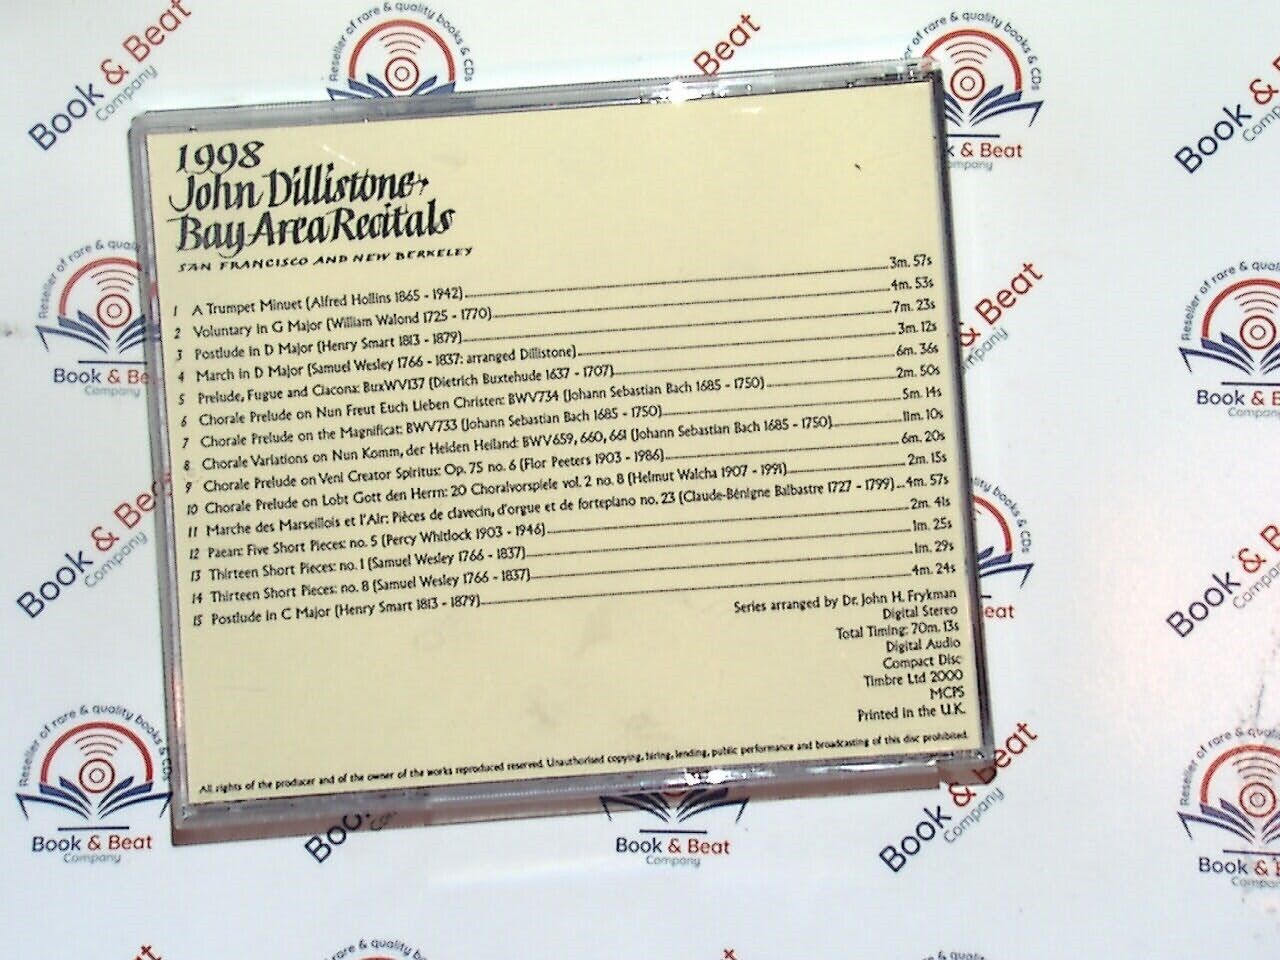 1998
John Dillistone
Bay Area Recitals
SAN FRANCISCO AND NEW BERKELEY
1 A Trumpet Minuet (Alfred Hollins 1865 - 1942) 3m. 57s
2 Voluntary in G Major (William Walond 1725 - 1770) 4m. 53s
3 Postlude in D Major (Henry Smart 1813 - 1879) 7m. 23s
4 March in D Major (Samuel Wesley 1766 - 1837: arranged Dillistone) 3m. 12s
5 Prelude, Fugue and Ciacona: BuxWV137 (Dietrich Buxtehude 1637 - 1707) 6m. 36s
6 Chorale Prelude on Nun Freut Euch Lieben Christen: BWV734 (Johann Sebastian Bach 1685 - 1750) 2m. 50s
7 Chorale Prelude on the Magnificat: BWV733 (Johann Sebastian Bach 1685 - 1750) 5m. 14s
8 Chorale Variations on Nun Komm, der Heiden Heiland: BWV659, 660, 661 (Johann Sebastian Bach 1685 - 1750) 11m. 10s
9 Chorale Prelude on Veni Creator Spiritus: Op. 75 no. 6 (Flor Peeters 1903 - 1986) 6m. 20s
10 Chorale Prelude on Lobt Gott den Herrn: 20 Choralvorspiele vol. 2 no. 8 (Helmut Walcha 1907 - 1991) 2m. 15s
11 Marche des Marseillois et l'Air: Pièces de clavecin, d'orgue et de fortepiano no. 23 (Claude-Bénigne Balbastre 1727 - 1799) 4m. 57s
12 Paean: Five Short Pieces: no. 5 (Percy Whitlock 1903 - 1946) 2m. 41s
13 Thirteen Short Pieces: no. 1 (Samuel Wesley 1766 - 1837) 1m. 25s
14 Thirteen Short Pieces: no. 8 (Samuel Wesley 1766 - 1837) 1m. 29s
15 Postlude in C Major (Henry Smart 1813 - 1879) 4m. 24s
Series arranged by Dr. John H. Frykman
Digital Stereo
Total Timing: 70m. 13s
Digital Audio
Compact Disc
Timbre Ltd 2000
MCPS
Printed in the U.K.
All rights of the producer and of the owner of the works reproduced reserved. Unauthorised copying, hiring, lending, public performance and broadcasting of this disc prohibited.
Reseller of rare & quality books & CDs
Book & Beat
Company